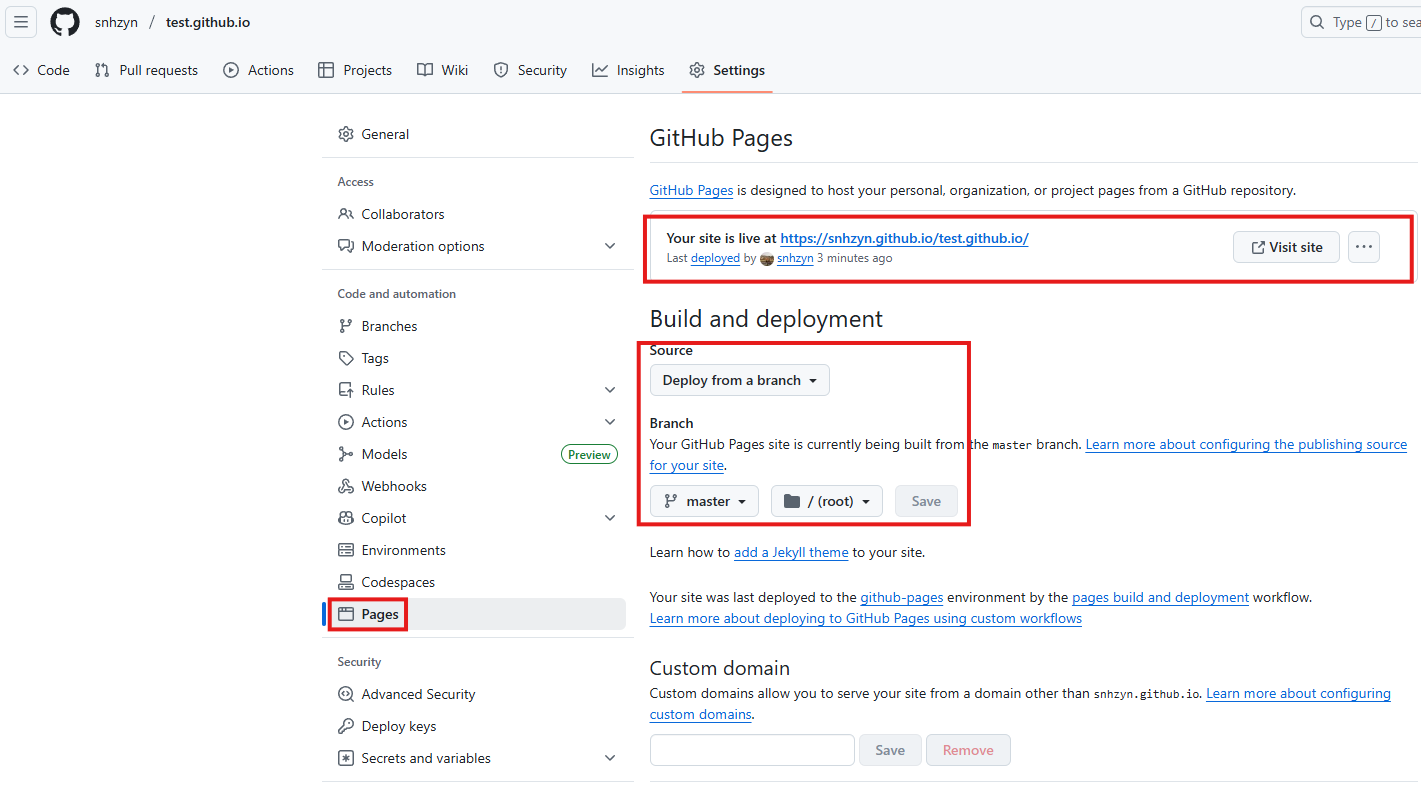 snhzyn / test.github.io
Type / to sea
Code Pull requests Actions Projects Wiki Security Insights Settings
General
Access
Collaborators
Moderation options
Code and automation
Branches
Tags
Rules
Actions
Models Preview
Webhooks
Copilot
Environments
Codespaces
Pages
Security
Advanced Security
Deploy keys
Secrets and variables
GitHub Pages
GitHub Pages is designed to host your personal, organization, or project pages from a GitHub repository.
Your site is live at https://snhzyn.github.io/test.github.io/
Last deployed by snhzyn 3 minutes ago
Visit site
Build and deployment
Source
Deploy from a branch
Branch
Your GitHub Pages site is currently being built from the master branch. Learn more about configuring the publishing source
for your site.
master / (root) Save
Learn how to add a Jekyll theme to your site.
Your site was last deployed to the github-pages environment by the pages build and deployment workflow.
Learn more about deploying to GitHub Pages using custom workflows
Custom domain
Custom domains allow you to serve your site from a domain other than snhzyn.github.io. Learn more about configuring
custom domains.
Save Remove